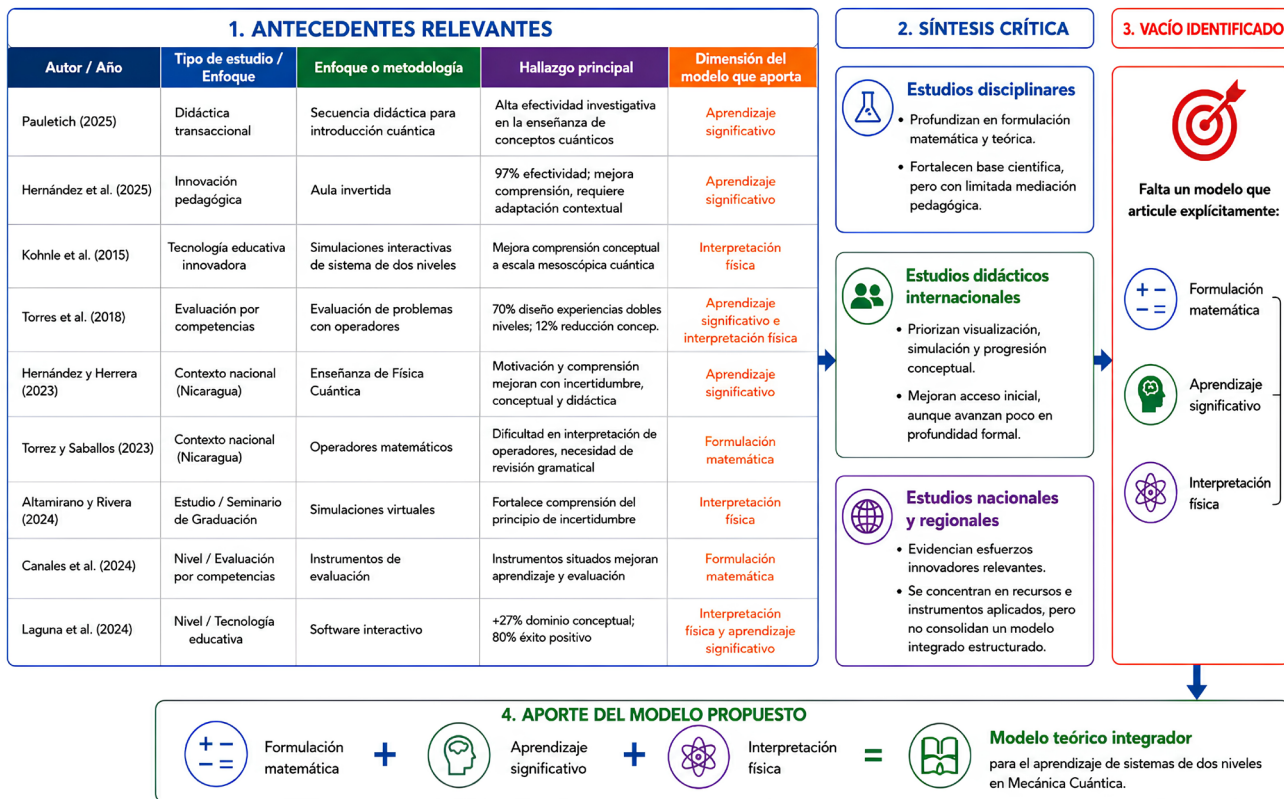 1. ANTECEDENTES RELEVANTES
Autor / Año
Tipo de estudio /
Enfoque
Enfoque o metodología
Hallazgo principal
Dimensión del
modelo que aporta
Pauletich (2025)
Didáctica
transaccional
Secuencia didáctica para
introducción cuántica
Alta efectividad investigativa
en la enseñanza de
conceptos cuánticos
Aprendizaje
significativo
Hernández et al. (2025)
Innovación
pedagógica
Aula invertida
97% efectividad; mejora
comprensión, requiere
adaptación contextual
Aprendizaje
significativo
Kohnle et al. (2015)
Tecnología educativa
innovadora
Simulaciones interactivas
de sistema de dos niveles
Mejora comprensión conceptual
a escala mesoscópica cuántica
Interpretación
física
Torres et al. (2018)
Evaluación por
competencias
Evaluación de problemas
con operadores
70% diseño experiencias dobles
niveles; 12% reducción concep.
Aprendizaje
significativo e
interpretación física
Hernández y Herrera
(2023)
Contexto nacional
(Nicaragua)
Enseñanza de Física
Cuántica
Motivación y comprensión
mejoran con incertidumbre,
conceptual y didáctica
Aprendizaje
significativo
Torrez y Saballos (2023)
Contexto nacional
(Nicaragua)
Operadores matemáticos
Dificultad en interpretación de
operadores, necesidad de
revisión gramatical
Formulación
matemática
Altamirano y Rivera
(2024)
Estudio / Seminario
de Graduación
Simulaciones virtuales
Fortalece comprensión del
principio de incertidumbre
Interpretación
física
Canales et al. (2024)
Nivel / Evaluación
por competencias
Instrumentos de
evaluación
Instrumentos situados mejoran
aprendizaje y evaluación
Formulación
matemática
Laguna et al. (2024)
Nivel / Tecnología
educativa
Software interactivo
+27% dominio conceptual;
80% éxito positivo
Interpretación
física y aprendizaje
significativo
2. SÍNTESIS CRÍTICA
Estudios disciplinares
• Profundizan en formulación
matemática y teórica.
• Fortalecen base científica,
pero con limitada mediación
pedagógica.
Estudios didácticos
internacionales
• Priorizan visualización,
simulación y progresión
conceptual.
• Mejoran acceso inicial,
aunque avanzan poco en
profundidad formal.
Estudios nacionales
y regionales
• Evidencian esfuerzos
innovadores relevantes.
• Se concentran en recursos e
instrumentos aplicados, pero
no consolidan un modelo
integrado estructurado.
3. VACÍO IDENTIFICADO
Falta un modelo que
articule explícitamente:
Formulación
matemática
Aprendizaje
significativo
Interpretación
física
4. APORTE DEL MODELO PROPUESTO
Formulación
matemática
+
Aprendizaje
significativo
+
Interpretación
física
=
Modelo teórico integrador
para el aprendizaje de sistemas de dos niveles
en Mecánica Cuántica.